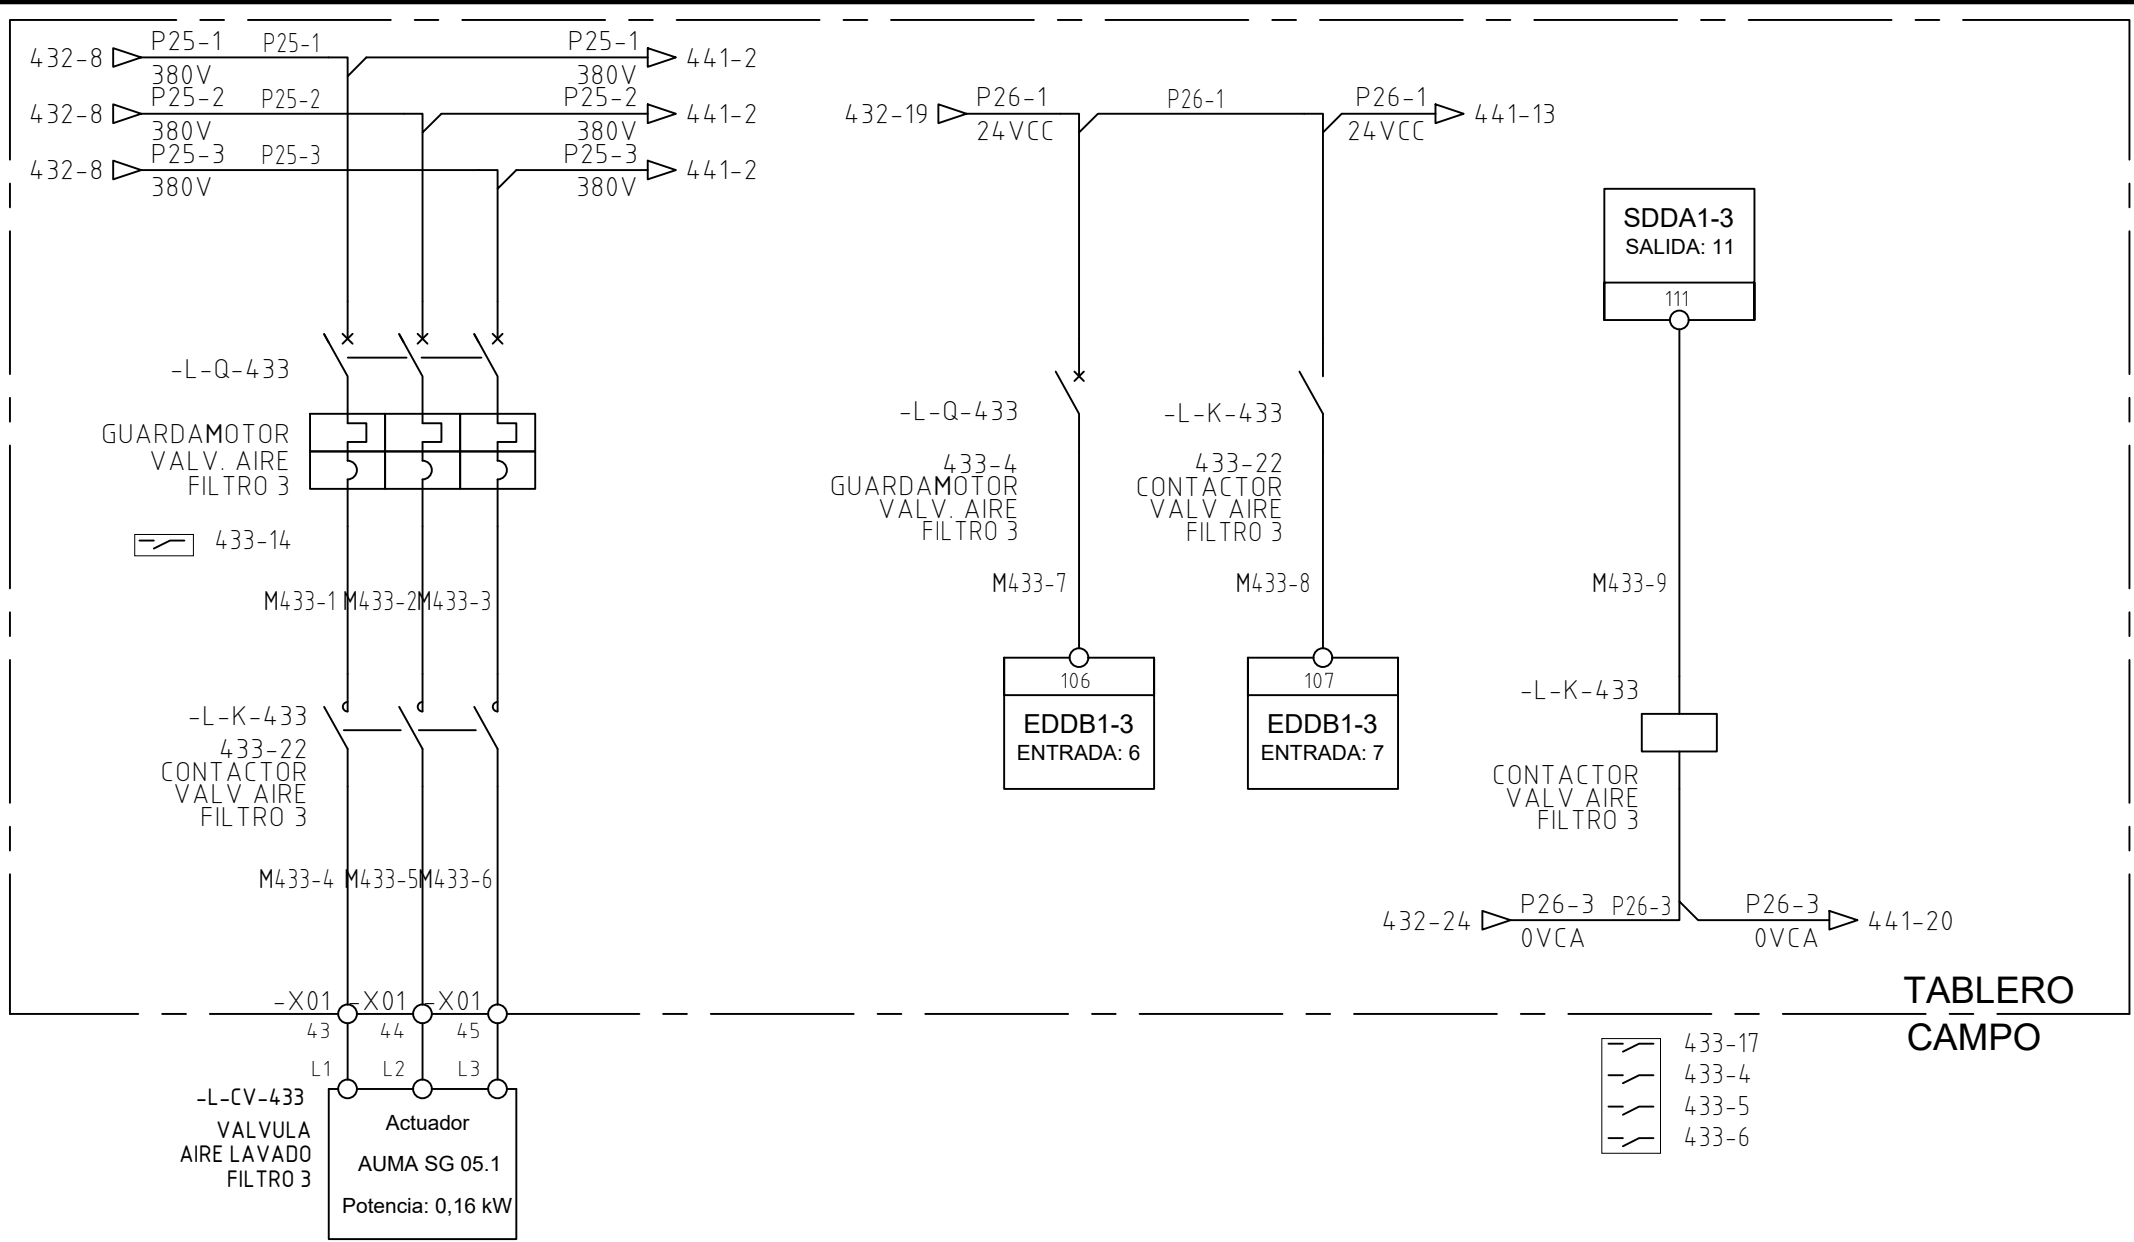 P25-1 P25-1 P25-1
432-8 441-2
380V 380V
P25-2 P25-2 P25-2
432-8 441-2
380V 380V
P25-3 P25-3 P25-3
432-8 441-2
380V 380V
P26-1 P26-1 P26-1
432-19 441-13
24VCC 24VCC
SDDA1-3
SALIDA: 11
111
-L-Q-433
GUARDAMOTOR
VALV. AIRE
FILTRO 3
433-14
M433-1 M433-2 M433-3
-L-K-433
433-22
CONTACTOR
VALV AIRE
FILTRO 3
M433-4 M433-5 M433-6
-X01 -X01 -X01
43 44 45
L1 L2 L3
-L-CV-433
VALVULA
AIRE LAVADO
FILTRO 3
Actuador
AUMA SG 05.1
Potencia: 0,16 kW
-L-Q-433
433-4
GUARDAMOTOR
VALV. AIRE
FILTRO 3
M433-7
106
EDDB1-3
ENTRADA: 6
-L-K-433
433-22
CONTACTOR
VALV AIRE
FILTRO 3
M433-8
107
EDDB1-3
ENTRADA: 7
M433-9
-L-K-433
CONTACTOR
VALV AIRE
FILTRO 3
P26-3 P26-3 P26-3
432-24 441-20
0VCA 0VCA
TABLERO
CAMPO
433-17
433-4
433-5
433-6